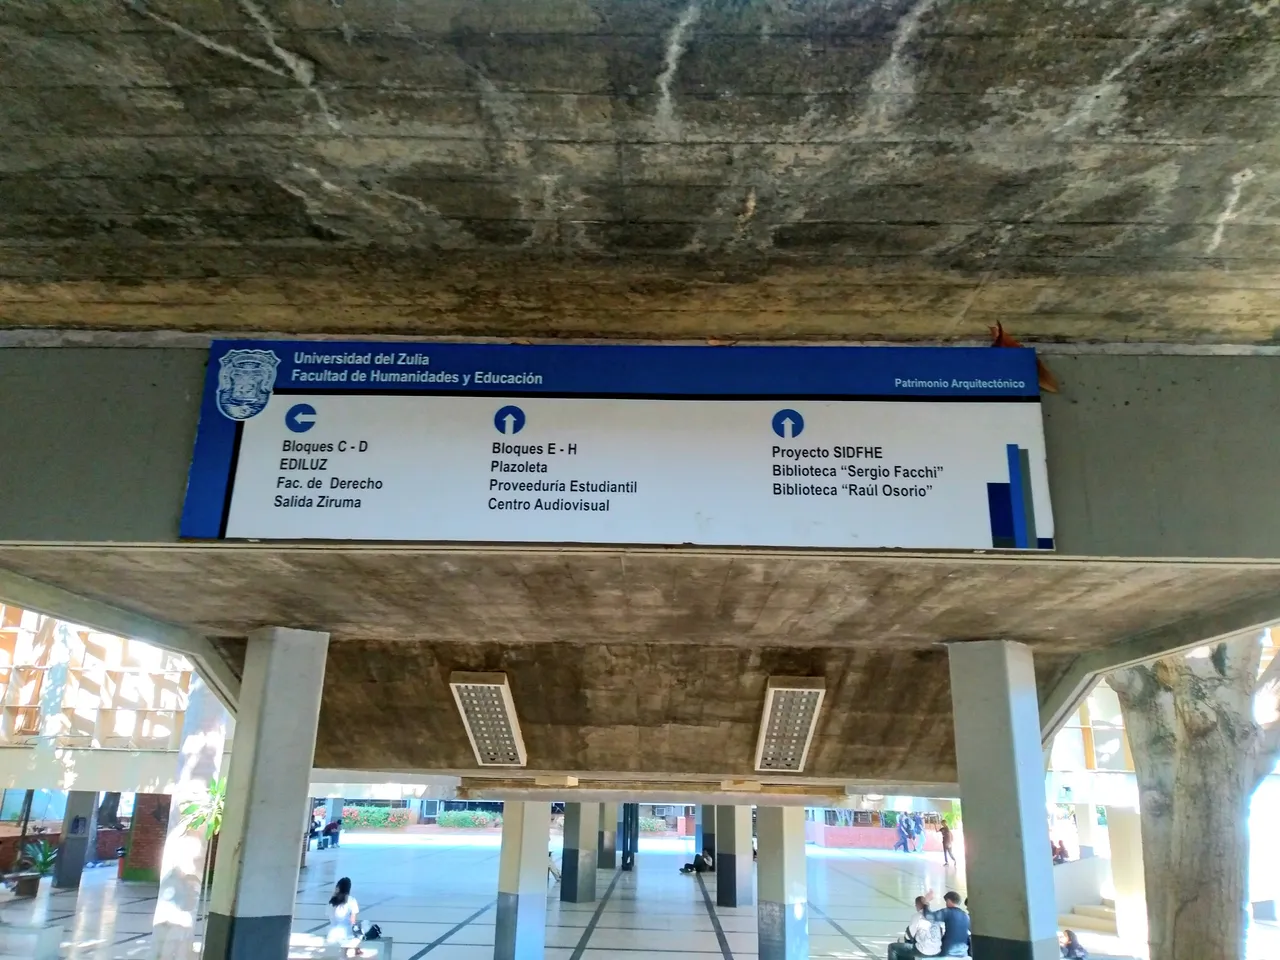 Universidad del Zulia
Facultad de Humanidades y Educación
Patrimonio Arquitectónico
Bloques C - D
EDILUZ
Fac. de Derecho
Salida Ziruma
Bloques E - H
Plazoleta
Proveeduría Estudiantil
Centro Audiovisual
Proyecto SIDFHE
Biblioteca “Sergio Facchi”
Biblioteca “Raúl Osorio”